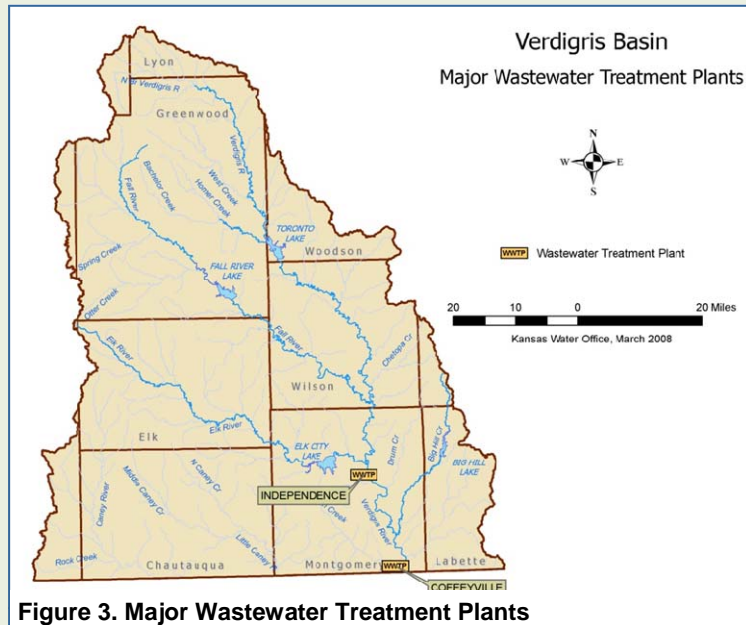 Verdigris Basin
Major Wastewater Treatment Plants
N
W E
S
WWTP Wastewater Treatment Plant
20 10 0 20 Miles
Kansas Water Office, March 2008
Lyon
Greenwood
Verdigris R
Bachelor Creek
Fall River
West Creek
Homer Creek
TORONTO
LAKE
Woodson
Spring Creek
FALL RIVER
LAKE
Otter Creek
Elk River
Fall River
Chetopa Cr
Wilson
Elk
Elk River
ELK CITY
LAKE
Drum Cr
Big Hill Cr
BIG HILL
LAKE
WWTP
INDEPENDENCE
Caney River
Middle Caney Cr
N Caney Cr
Creek
Verdigris River
Rock Creek
Little Caney
Chautauqua
Montgomery
WWTP
Labette
COFFEYVILLE
Figure 3. Major Wastewater Treatment Plants